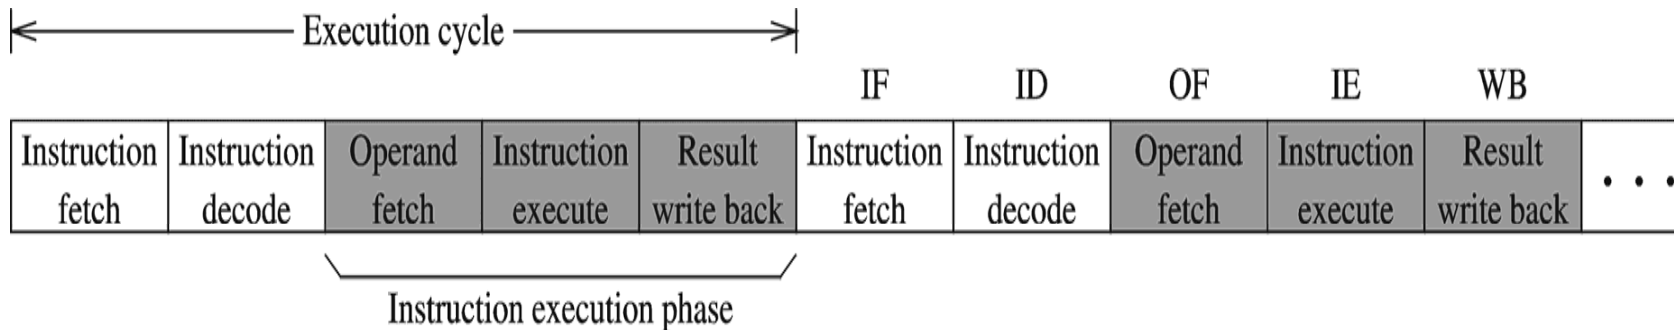 Execution cycle
IF ID OF IE WB
Instruction Instruction Operand Instruction Result Instruction Instruction Operand Instruction Result
fetch decode fetch execute write back fetch decode fetch execute write back
. . .
Instruction execution phase